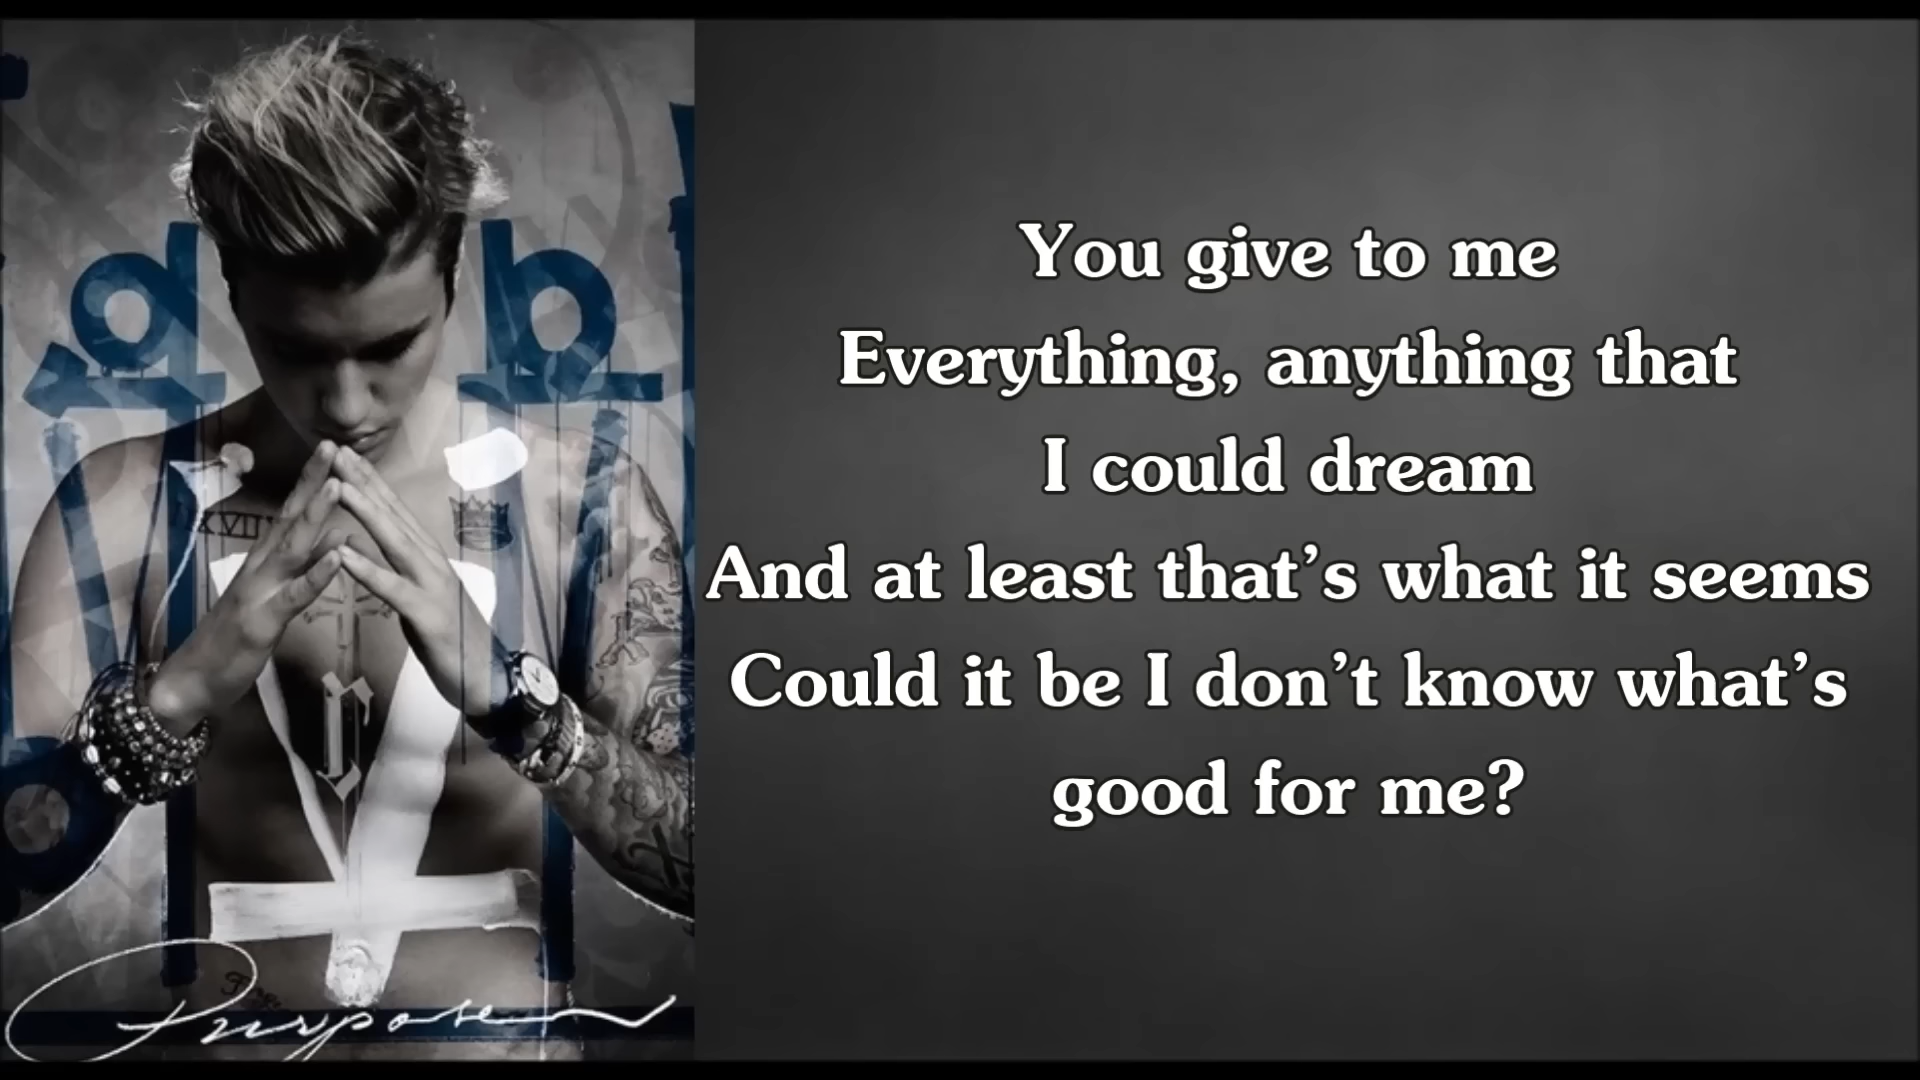 You give to me
Everything, anything that
I could dream
And at least that’s what it seems
Could it be I don’t know what’s
good for me?
XVII
Purpose